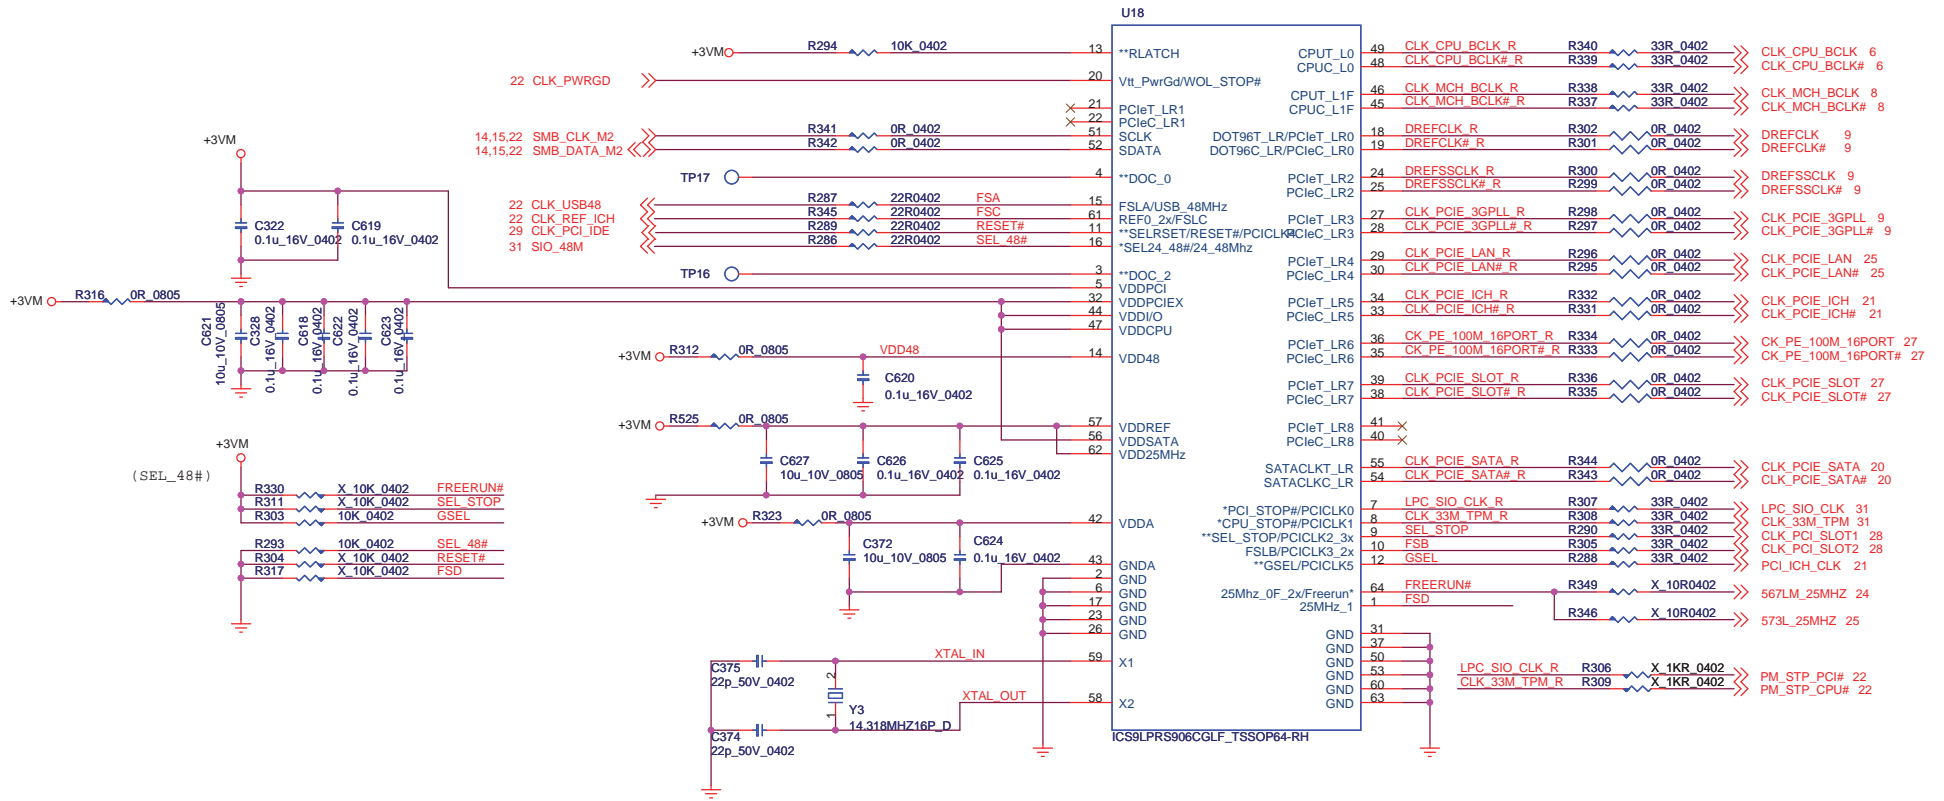 U18
+3VM R294 10K_0402 13 **RLATCH
22 CLK_PWRGD 20 Vtt_PwrGd/WOL_STOP#
21 PCIeT_LR1
22 PCIeC_LR1
14,15,22 SMB_CLK_M2 R341 0R_0402 51 SCLK
14,15,22 SMB_DATA_M2 R342 0R_0402 52 SDATA
TP17 4 **DOC_0
22 CLK_USB48 R287 22R0402 FSA 15 FSLA/USB_48MHz
22 CLK_REF_ICH R345 22R0402 FSC 61 REF0_2x/FSLC
29 CLK_PCI_IDE R289 22R0402 RESET# 11 **SELRSET/RESET#/PCICLK4
31 SIO_48M R286 22R0402 SEL_48# 16 *SEL24_48#/24_48Mhz
TP16 3 **DOC_2
5 VDDPCI
32 VDDPCIEX
44 VDDI/O
47 VDDCPU
+3VM R312 0R_0805 VDD48 14 VDD48
C620
0.1u_16V_0402
+3VM R525 0R_0805 57 VDDREF
56 VDDSATA
62 VDD25MHz
C627 C626 C625
10u_10V_0805 0.1u_16V_0402 0.1u_16V_0402
+3VM R323 0R_0805 42 VDDA
C372 C624
10u_10V_0805 0.1u_16V_0402
43 GNDA
2 GND
6 GND
17 GND
23 GND
26 GND
C375 XTAL_IN 59 X1
22p_50V_0402
2
1
Y3
14.318MHZ16P_D
XTAL_OUT 58 X2
C374
22p_50V_0402
ICS9LPRS906CGLF_TSSOP64-RH
+3VM
C322 C619
0.1u_16V_0402 0.1u_16V_0402
+3VM R316 0R_0805
C621 10u_10V_0805
C328 0.1u_16V_0402
C618 0.1u_16V_0402
C622 0.1u_16V_0402
C623 0.1u_16V_0402
+3VM
(SEL_48#)
R330 X_10K_0402 FREERUN#
R311 X_10K_0402 SEL_STOP
R303 10K_0402 GSEL
R293 10K_0402 SEL_48#
R304 X_10K_0402 RESET#
R317 X_10K_0402 FSD
CPUT_L0 49 CLK_CPU_BCLK_R R340 33R_0402 CLK_CPU_BCLK 6
CPUC_L0 48 CLK_CPU_BCLK#_R R339 33R_0402 CLK_CPU_BCLK# 6
CPUT_L1F 46 CLK_MCH_BCLK_R R338 33R_0402 CLK_MCH_BCLK 8
CPUC_L1F 45 CLK_MCH_BCLK#_R R337 33R_0402 CLK_MCH_BCLK# 8
DOT96T_LR/PCIeT_LR0 18 DREFCLK_R R302 0R_0402 DREFCLK 9
DOT96C_LR/PCIeC_LR0 19 DREFCLK#_R R301 0R_0402 DREFCLK# 9
PCIeT_LR2 24 DREFSSCLK_R R300 0R_0402 DREFSSCLK 9
PCIeC_LR2 25 DREFSSCLK#_R R299 0R_0402 DREFSSCLK# 9
PCIeT_LR3 27 CLK_PCIE_3GPLL_R R298 0R_0402 CLK_PCIE_3GPLL 9
PCIeC_LR3 28 CLK_PCIE_3GPLL#_R R297 0R_0402 CLK_PCIE_3GPLL# 9
PCIeT_LR4 29 CLK_PCIE_LAN_R R296 0R_0402 CLK_PCIE_LAN 25
PCIeC_LR4 30 CLK_PCIE_LAN#_R R295 0R_0402 CLK_PCIE_LAN# 25
PCIeT_LR5 34 CLK_PCIE_ICH_R R332 0R_0402 CLK_PCIE_ICH 21
PCIeC_LR5 33 CLK_PCIE_ICH#_R R331 0R_0402 CLK_PCIE_ICH# 21
PCIeT_LR6 36 CK_PE_100M_16PORT_R R334 0R_0402 CK_PE_100M_16PORT 27
PCIeC_LR6 35 CK_PE_100M_16PORT#_R R333 0R_0402 CK_PE_100M_16PORT# 27
PCIeT_LR7 39 CLK_PCIE_SLOT_R R336 0R_0402 CLK_PCIE_SLOT 27
PCIeC_LR7 38 CLK_PCIE_SLOT#_R R335 0R_0402 CLK_PCIE_SLOT# 27
PCIeT_LR8 41
PCIeC_LR8 40
SATACLKT_LR 55 CLK_PCIE_SATA_R R344 0R_0402 CLK_PCIE_SATA 20
SATACLKC_LR 54 CLK_PCIE_SATA#_R R343 0R_0402 CLK_PCIE_SATA# 20
*PCI_STOP#/PCICLK0 7 LPC_SIO_CLK_R R307 33R_0402 LPC_SIO_CLK 31
*CPU_STOP#/PCICLK1 8 CLK_33M_TPM_R R308 33R_0402 CLK_33M_TPM 31
**SEL_STOP/PCICLK2_3x 9 SEL_STOP R290 33R_0402 CLK_PCI_SLOT1 28
FSLB/PCICLK3_2x 10 FSB R305 33R_0402 CLK_PCI_SLOT2 28
**GSEL/PCICLK5 12 GSEL R288 33R_0402 PCI_ICH_CLK 21
25Mhz_0F_2x/Freerun* 64 FREERUN# R349 X_10R0402 567LM_25MHZ 24
25MHz_1 1 FSD
R346 X_10R0402 573L_25MHZ 25
GND 31
GND 37
GND 50
GND 53
GND 60
GND 63
LPC_SIO_CLK_R R306 X_1KR_0402 PM_STP_PCI# 22
CLK_33M_TPM_R R309 X_1KR_0402 PM_STP_CPU# 22